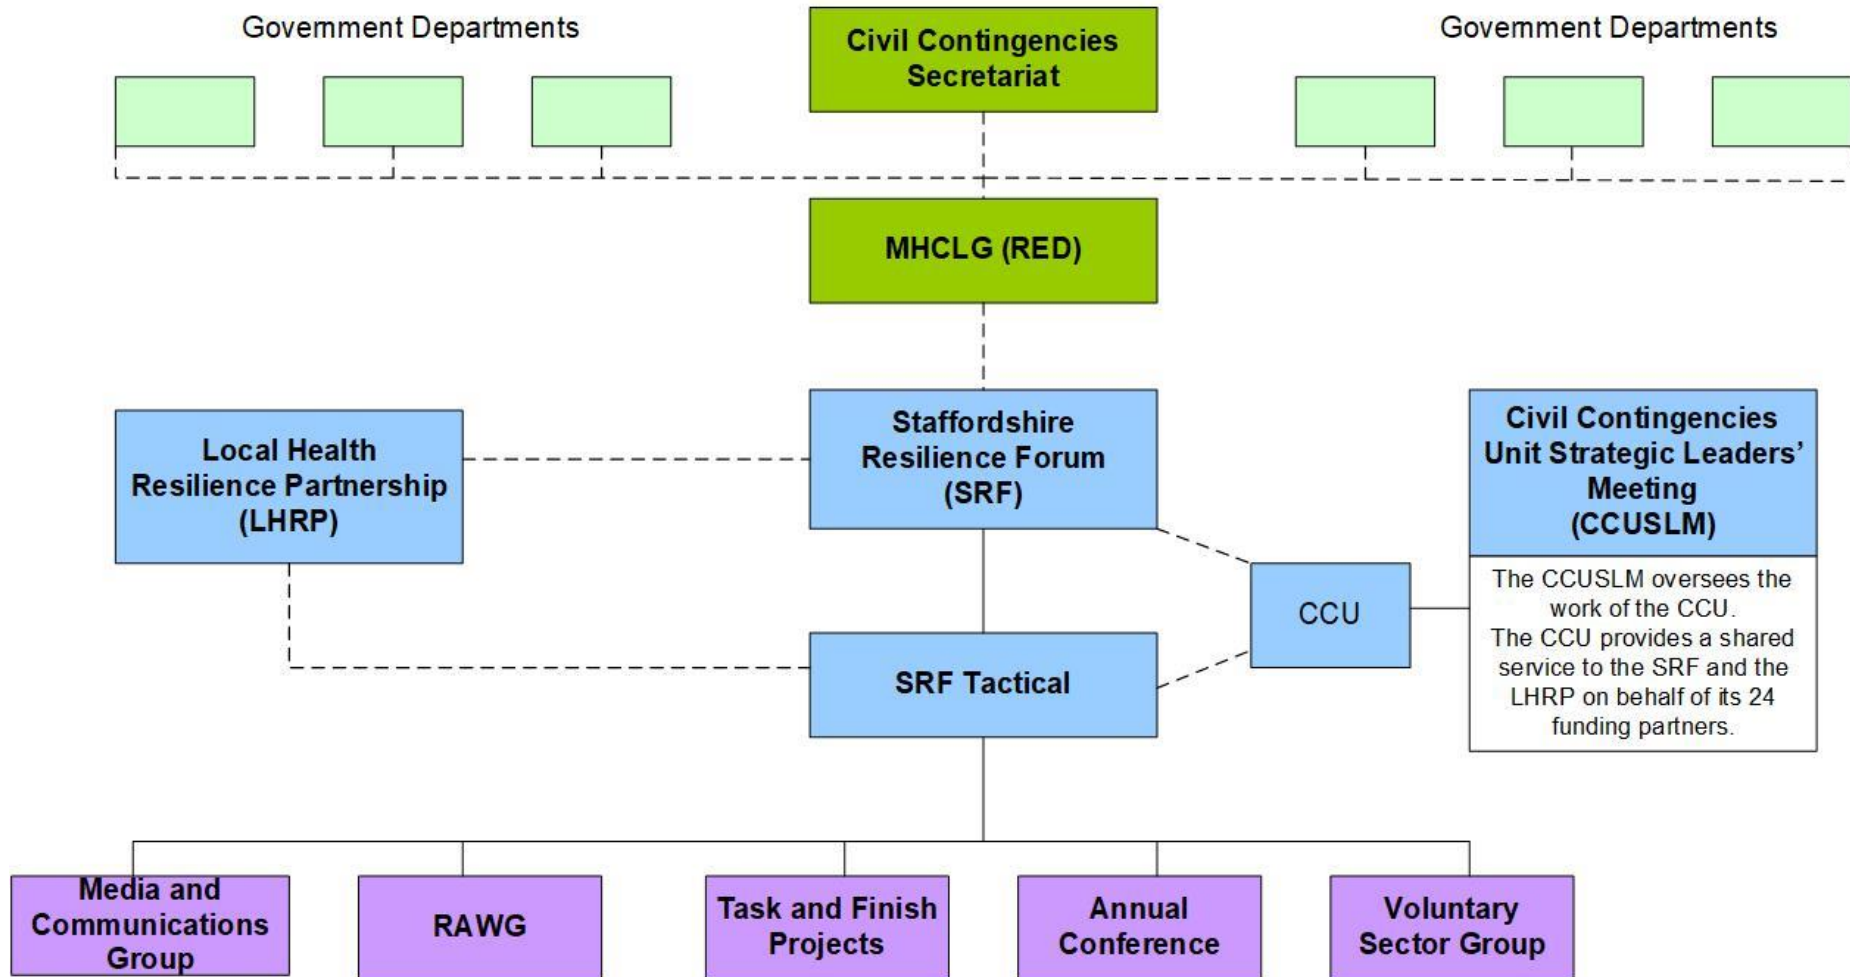 Government Departments
Civil Contingencies
Secretariat
Government Departments
MHCLG (RED)
Local Health
Resilience Partnership
(LHRP)
Staffordshire
Resilience Forum
(SRF)
Civil Contingencies
Unit Strategic Leaders’
Meeting
(CCUSLM)
The CCUSLM oversees the
work of the CCU.
The CCU provides a shared
service to the SRF and the
LHRP on behalf of its 24
funding partners.
CCU
SRF Tactical
Media and
Communications
Group
RAWG
Task and Finish
Projects
Annual
Conference
Voluntary
Sector Group